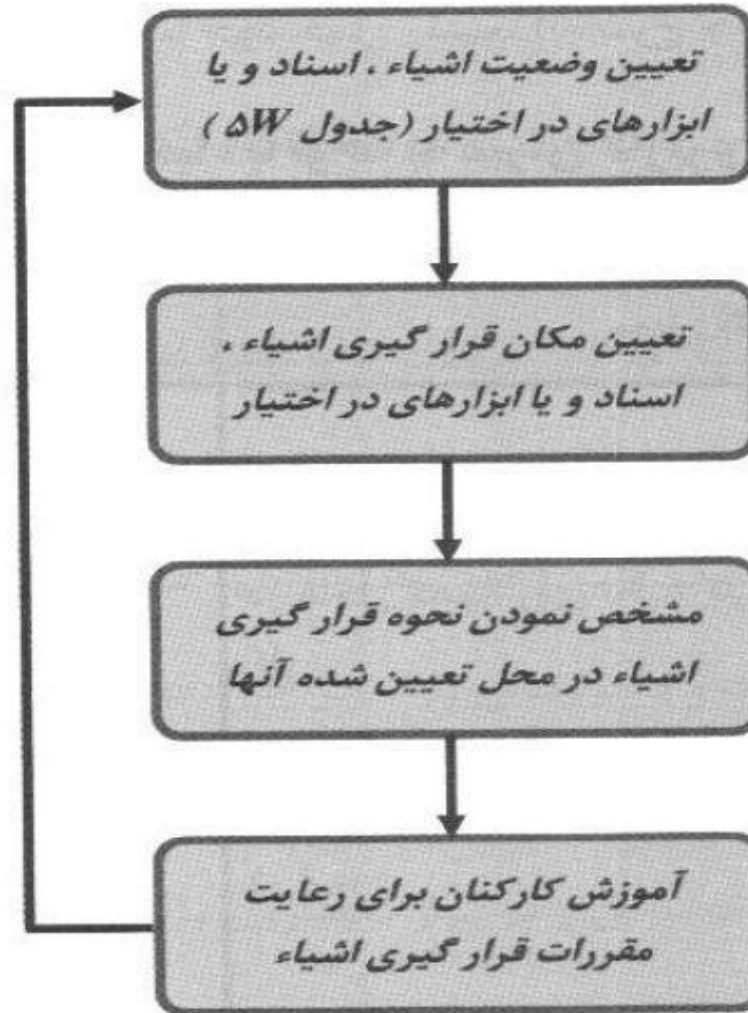 تعیین وضعیت اشیاء ، اسناد و یا
ابزارهای در اختیار (جدول ۵W )
تعیین مکان قرار گیری اشیاء ،
اسناد و یا ابزارهای در اختیار
مشخص نمودن نحوه قرار گیری
اشیاء در محل تعیین شده آنها
آموزش کارکنان برای رعایت
مقررات قرار گیری اشیاء